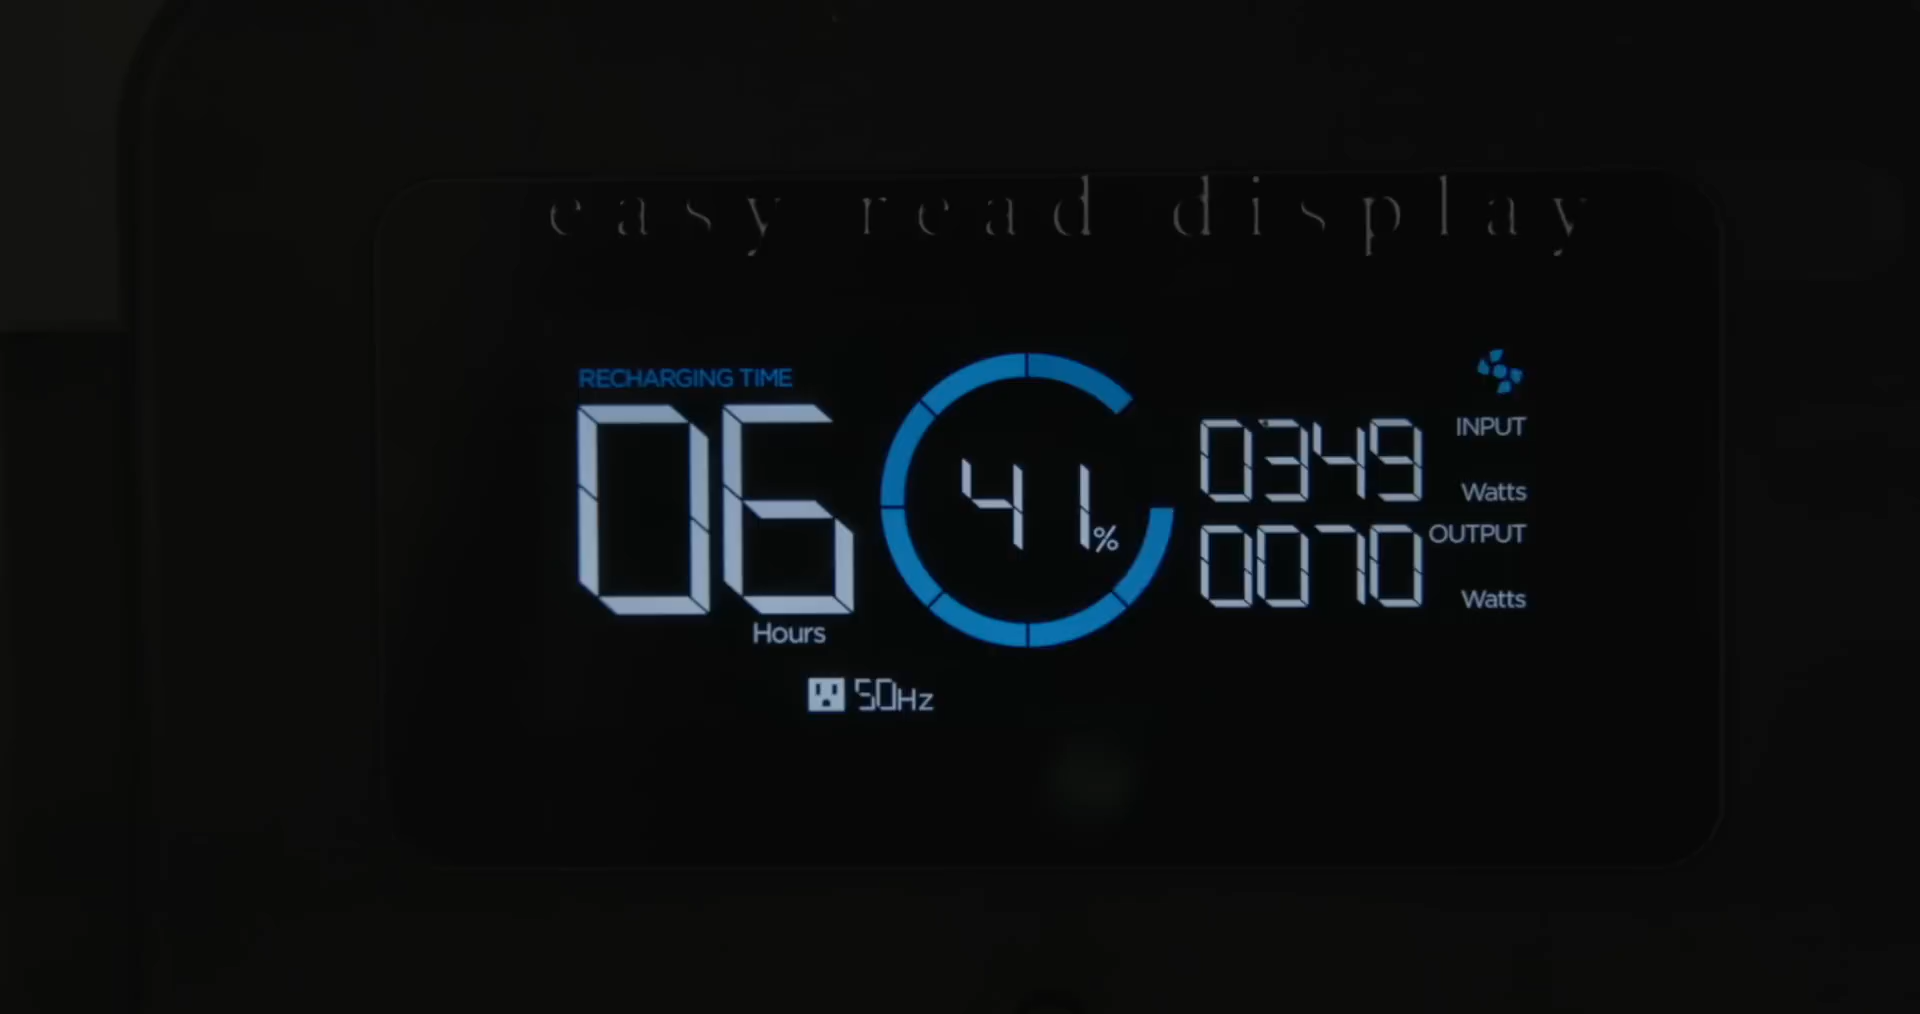 easy read display
RECHARGING TIME
06
Hours
41%
0349 INPUT
Watts
0070 OUTPUT
Watts
50Hz